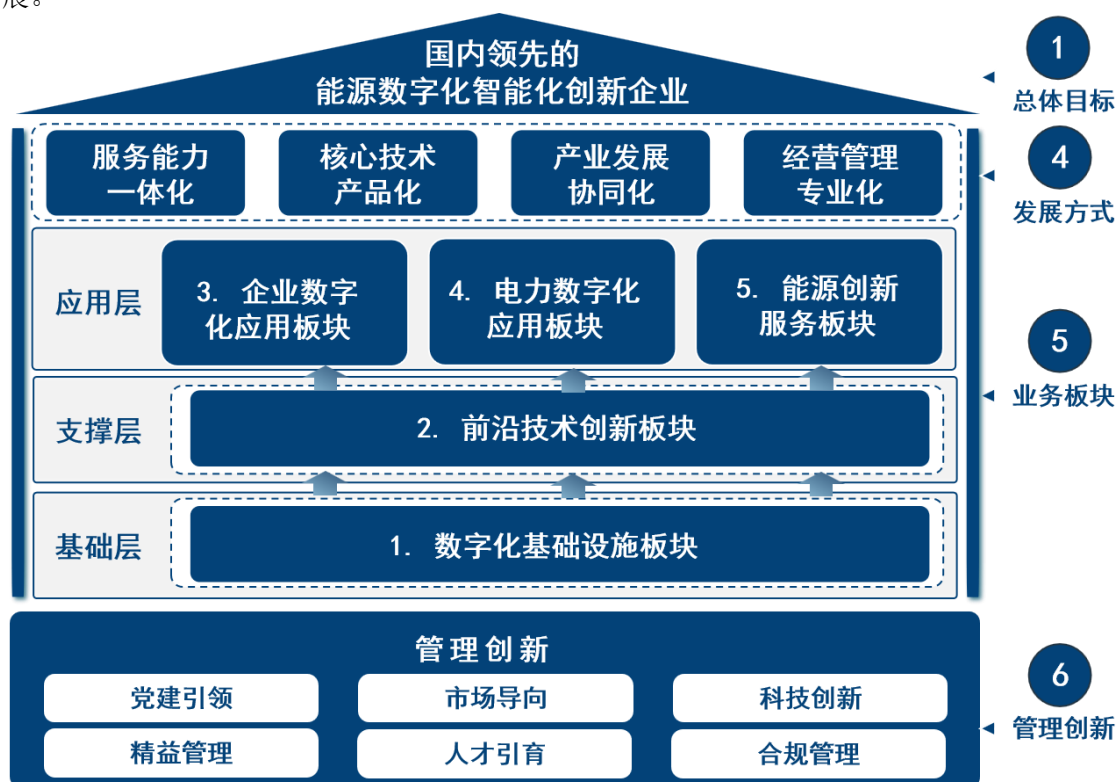 展。
国内领先的
能源数字化智能化创新企业
1
总体目标
服务能力
一体化
核心技术
产品化
产业发展
协同化
经营管理
专业化
4
发展方式
应用层
3. 企业数字
化应用板块
4. 电力数字化
应用板块
5. 能源创新
服务板块
5
业务板块
支撑层
2. 前沿技术创新板块
基础层
1. 数字化基础设施板块
管理创新
党建引领
市场导向
科技创新
精益管理
人才引育
合规管理
6
管理创新